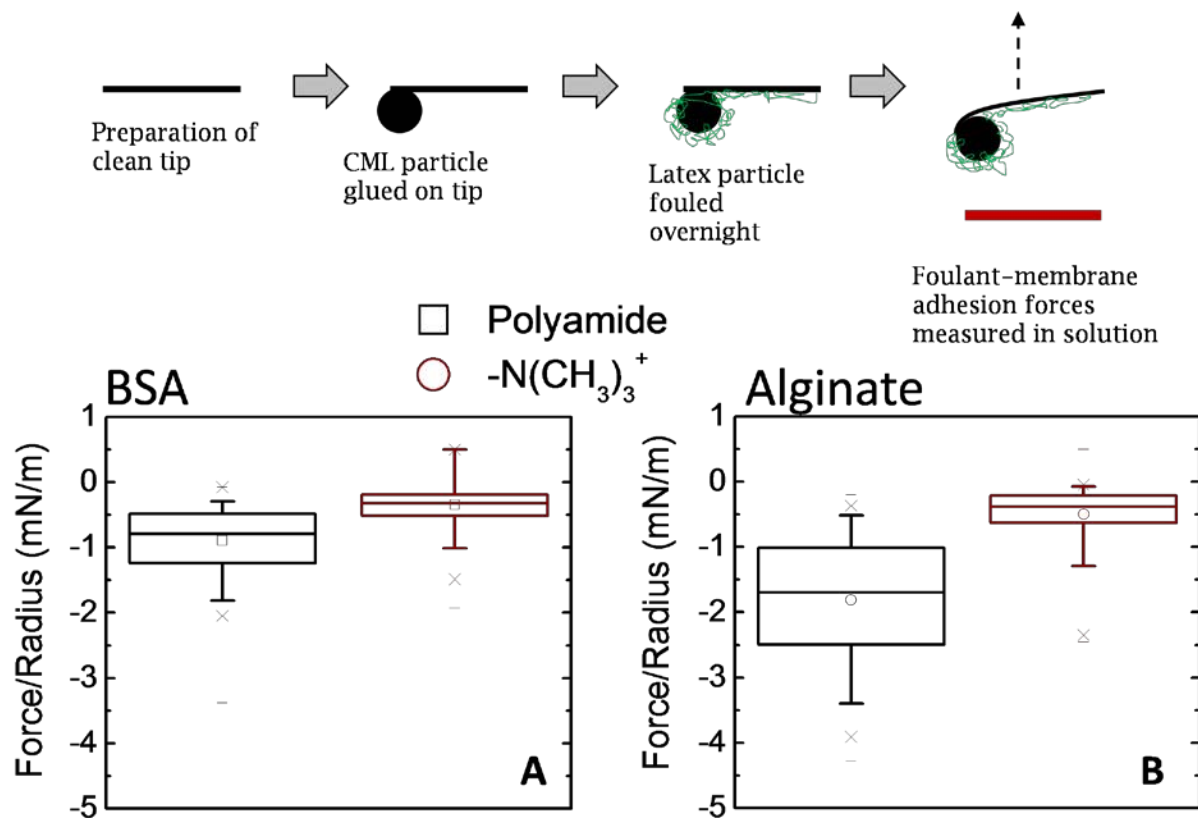 Preparation of
clean tip
CML particle
glued on tip
Latex particle
fouled
overnight
Foulant-membrane
adhesion forces
measured in solution
Polyamide
-N(CH₃)₃⁺
BSA
Force/Radius (mN/m)
1
0
-1
-2
-3
-4
-5
A
Alginate
Force/Radius (mN/m)
1
0
-1
-2
-3
-4
-5
B